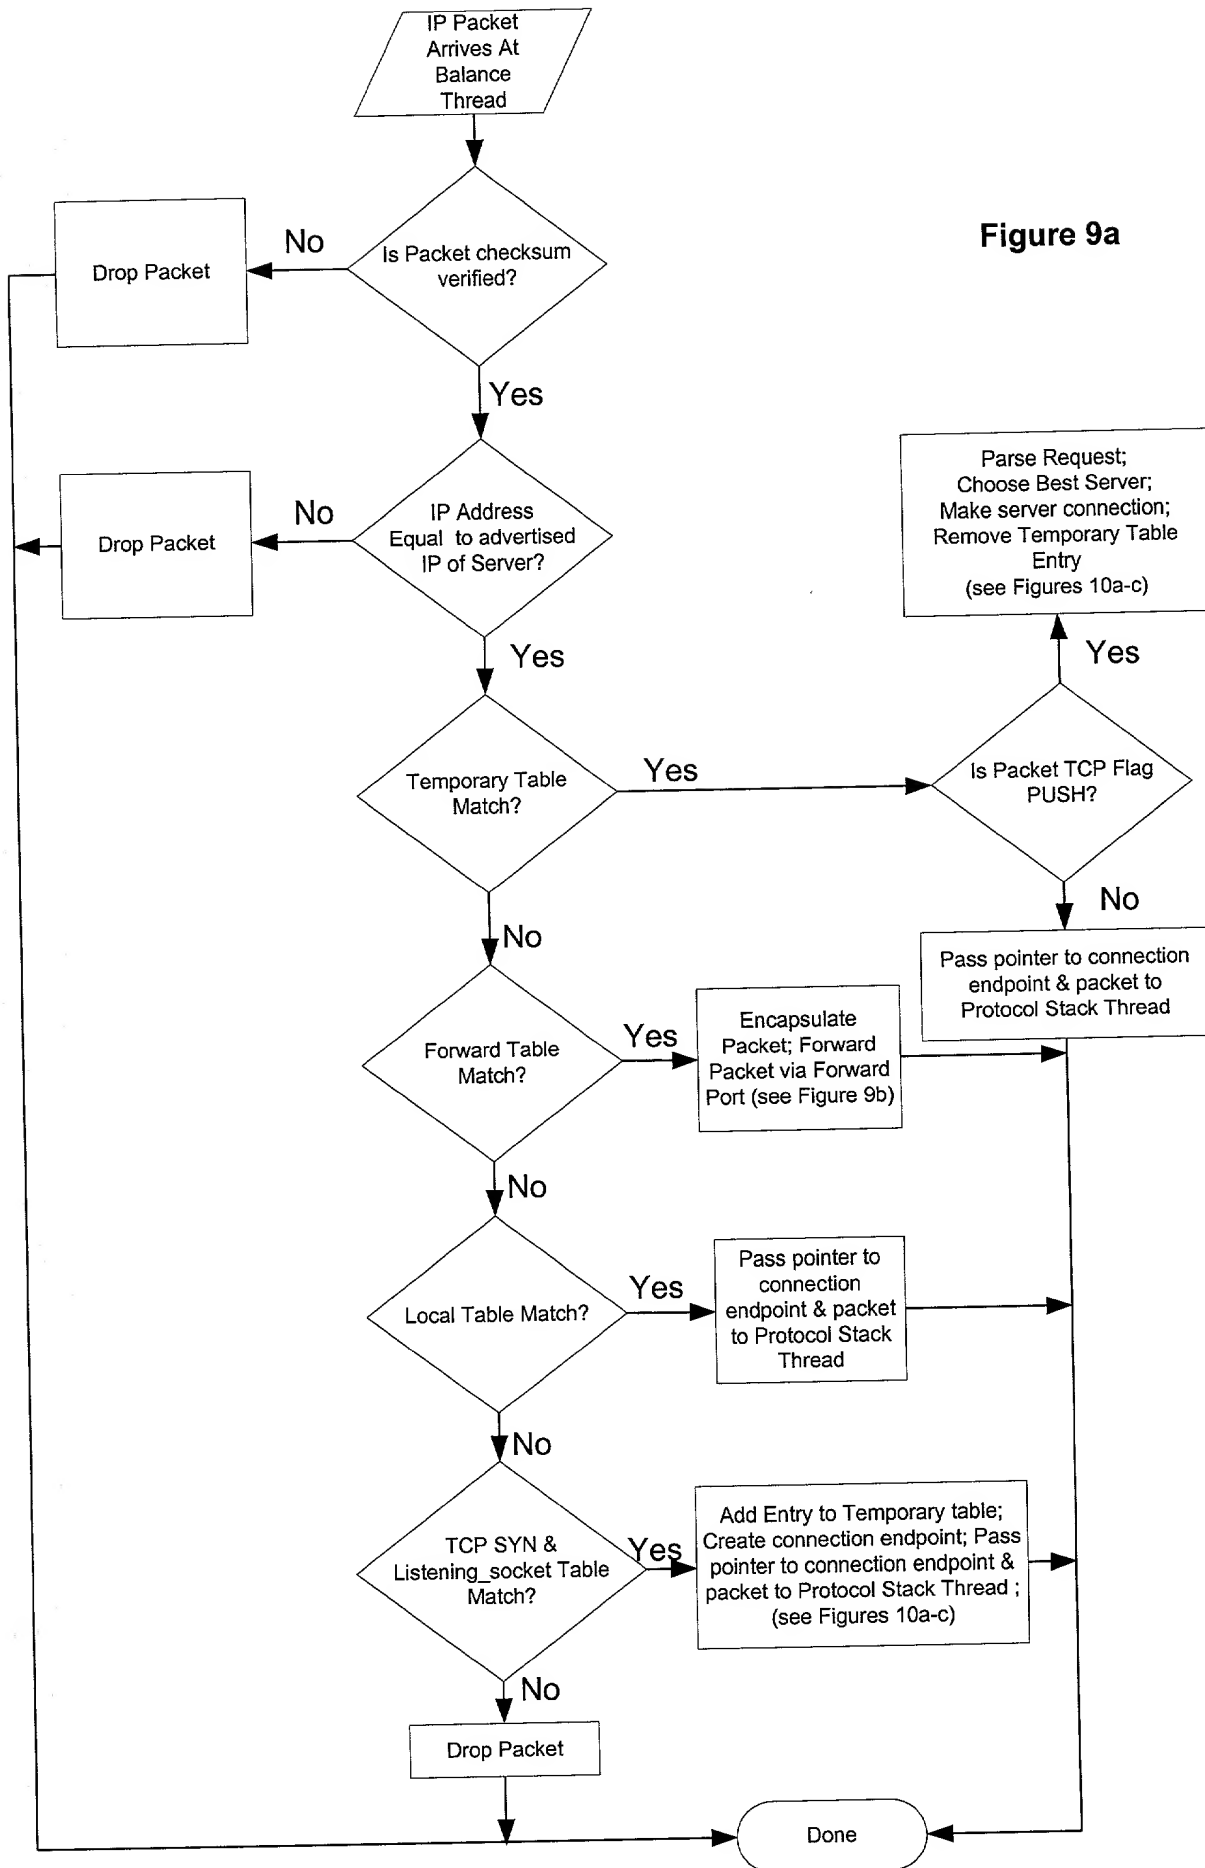 IP Packet
Arrives At
Balance
Thread
Figure 9a
Is Packet checksum
verified?
No
Drop Packet
Yes
IP Address
Equal to advertised
IP of Server?
No
Drop Packet
Yes
Parse Request;
Choose Best Server;
Make server connection;
Remove Temporary Table
Entry
(see Figures 10a-c)
Yes
Temporary Table
Match?
Yes
Is Packet TCP Flag
PUSH?
No
Pass pointer to connection
endpoint & packet to
Protocol Stack Thread
No
Forward Table
Match?
Yes
Encapsulate
Packet; Forward
Packet via Forward
Port (see Figure 9b)
No
Local Table Match?
Yes
Pass pointer to
connection
endpoint & packet
to Protocol Stack
Thread
No
TCP SYN &
Listening_socket Table
Match?
Yes
Add Entry to Temporary table;
Create connection endpoint; Pass
pointer to connection endpoint &
packet to Protocol Stack Thread ;
(see Figures 10a-c)
No
Drop Packet
Done